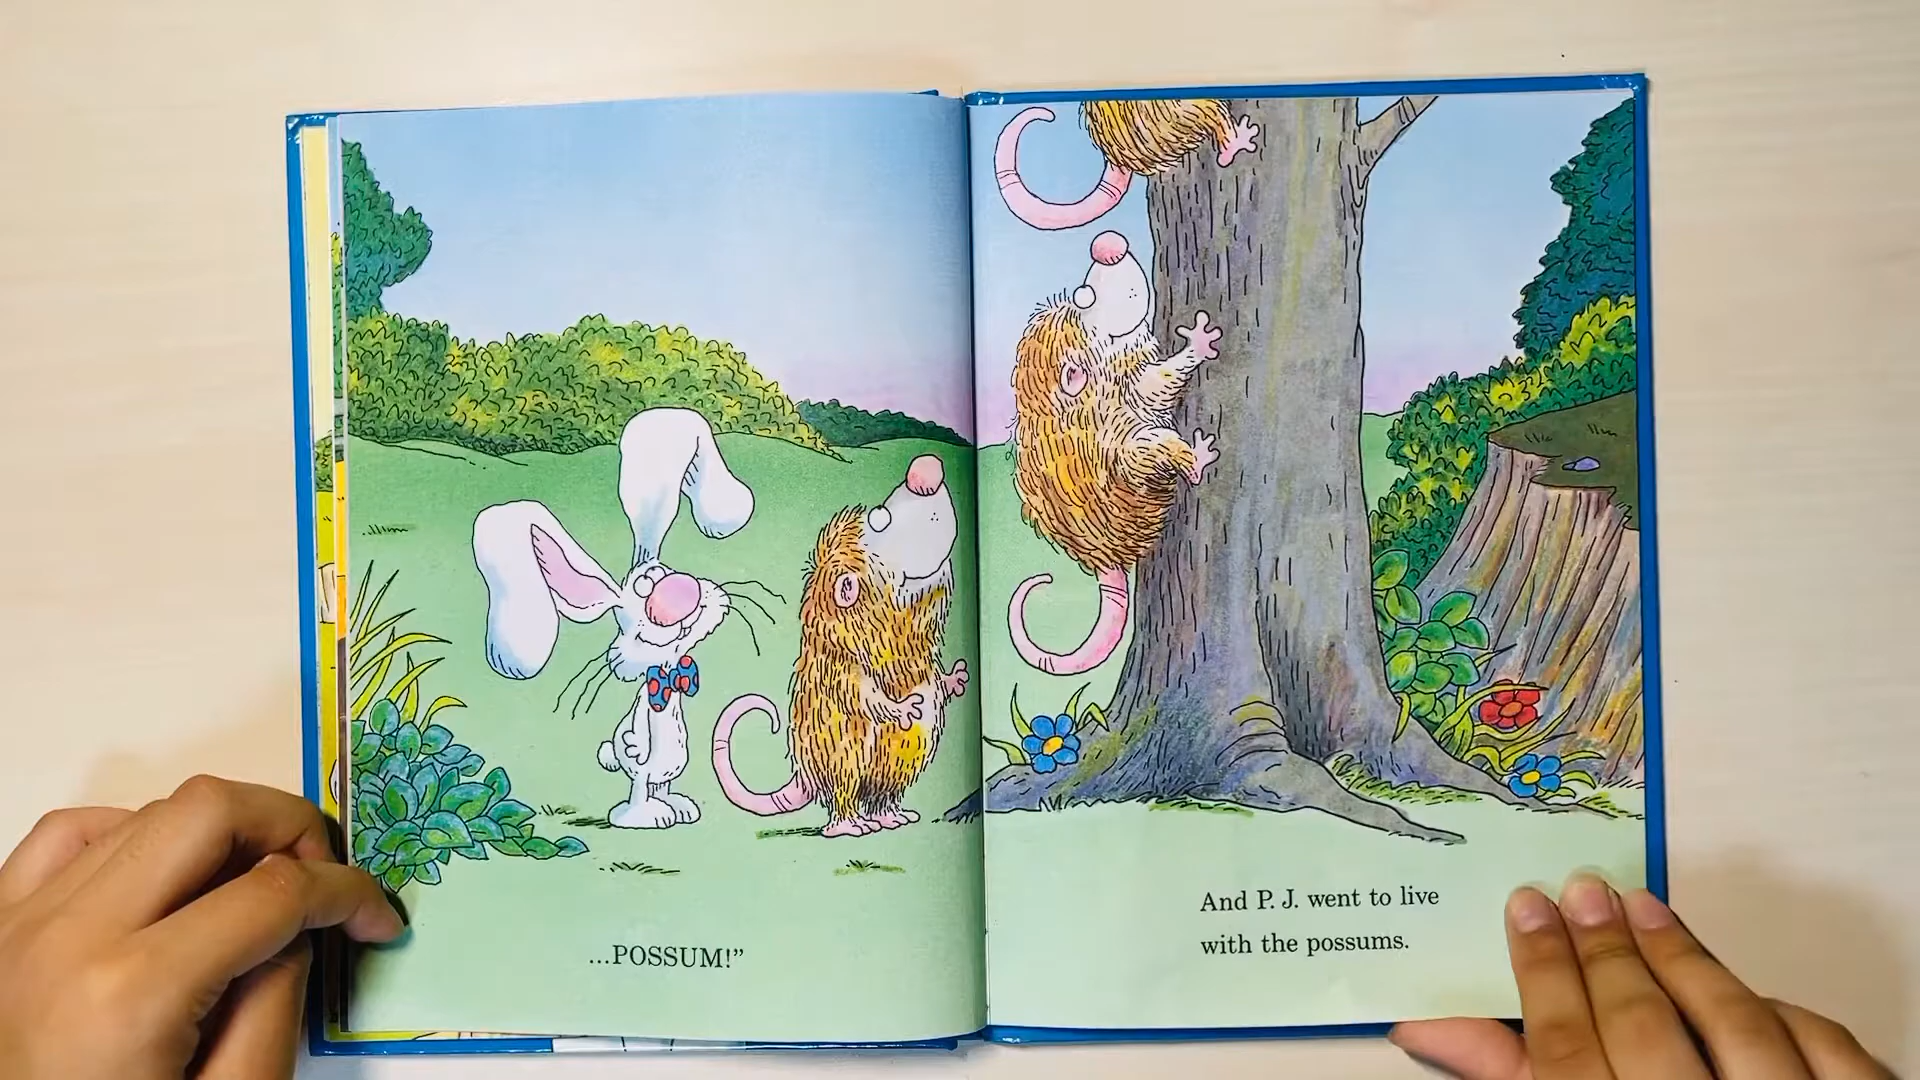 ...POSSUM!”
And P. J. went to live
with the possums.